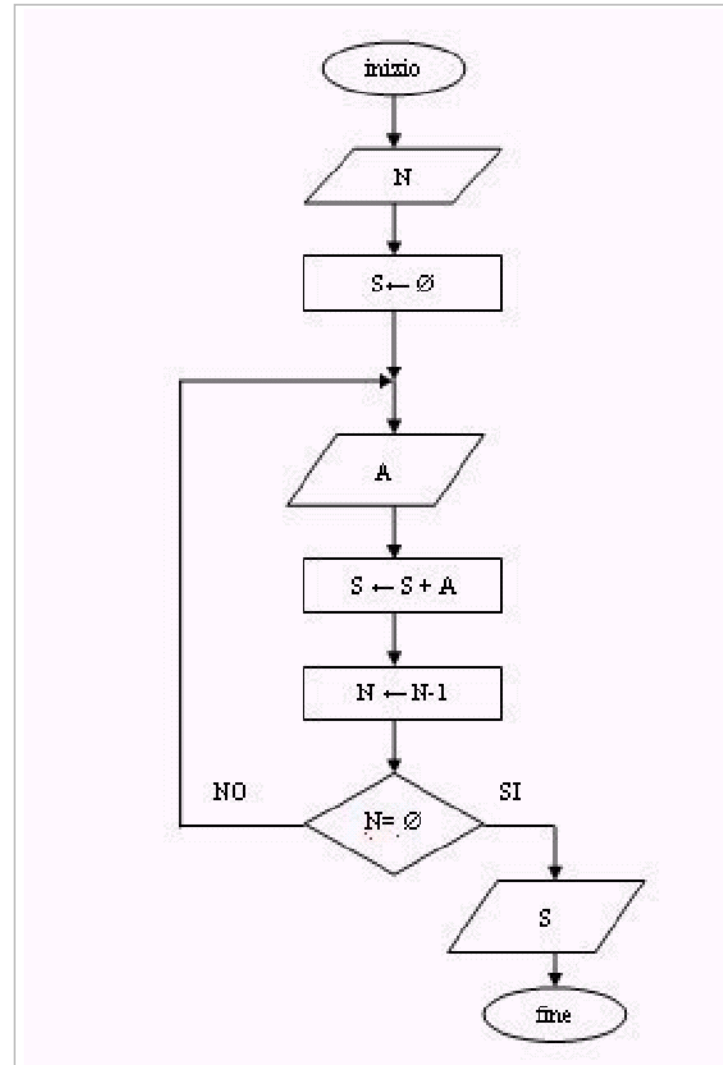 inizio
N
S ← Ø
A
S ← S + A
N ← N-1
NO
SI
N= Ø
S
fine